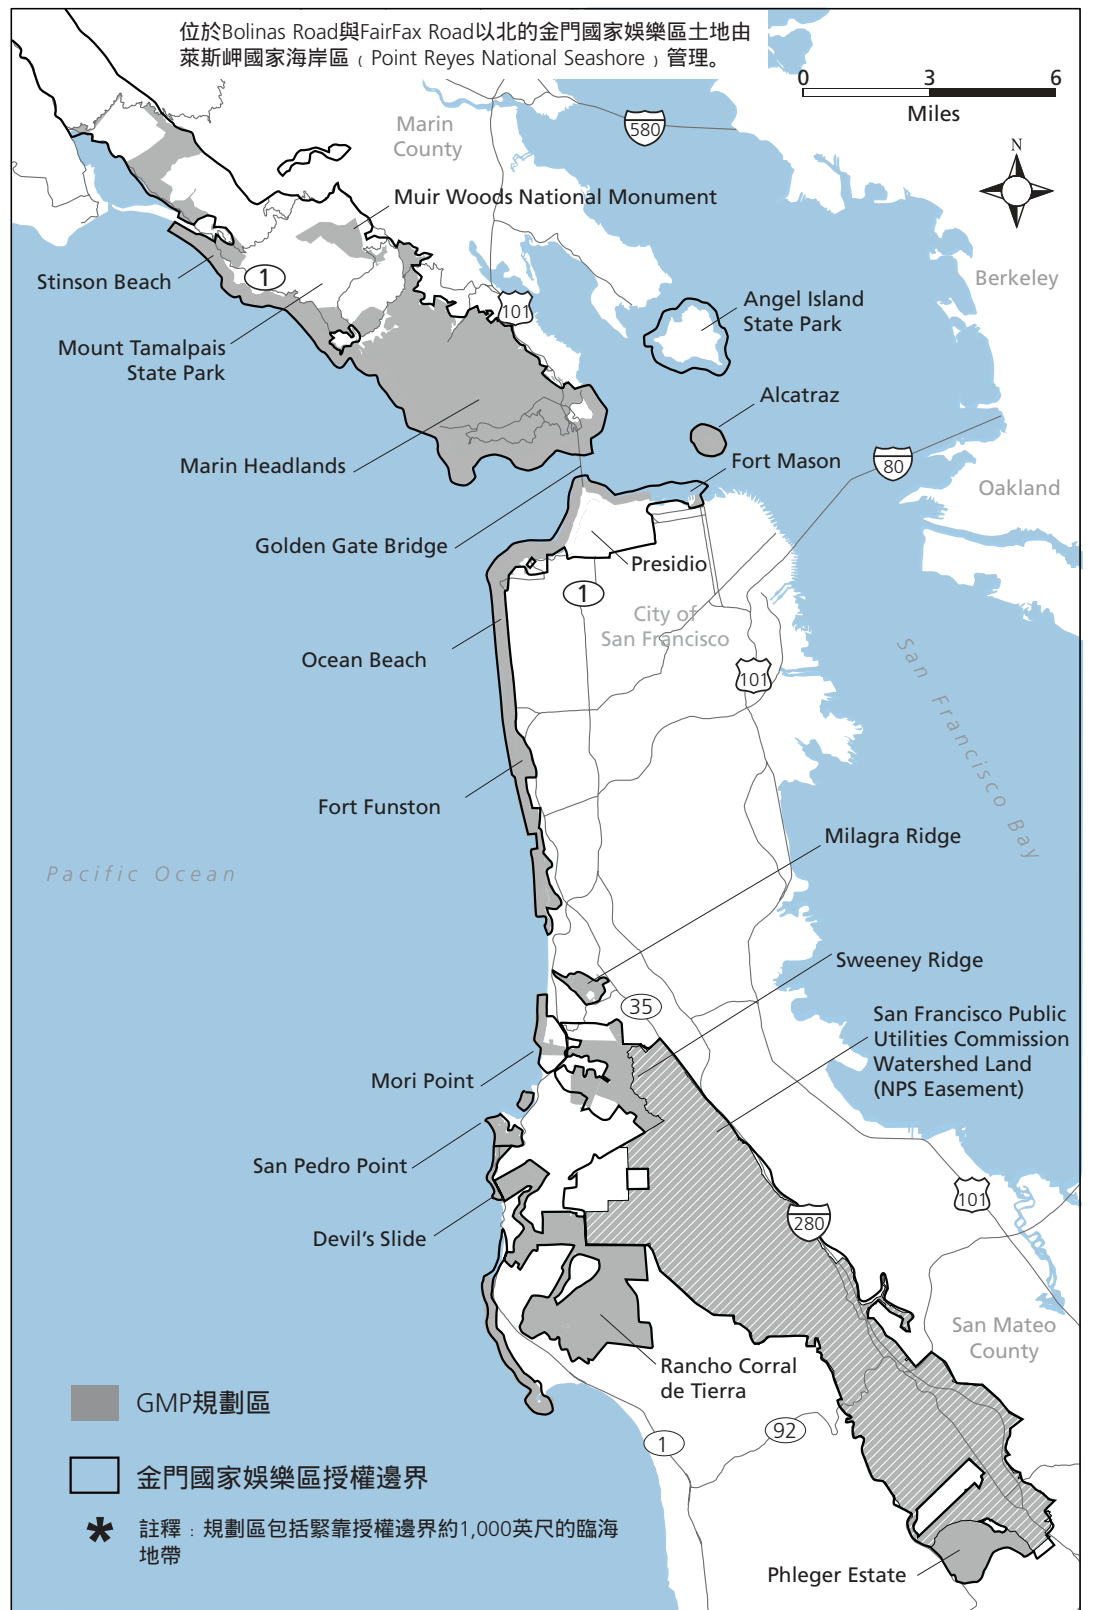 位於Bolinas Road與FairFax Road以北的金門國家娛樂區土地由
萊斯岬國家海岸區﹙Point Reyes National Seashore﹚管理。
0 3 6
Miles
N
Marin
County
580
Muir Woods National Monument
Stinson Beach
1
Berkeley
101
Angel Island
State Park
Mount Tamalpais
State Park
Alcatraz
Marin Headlands
Fort Mason
80
Oakland
Golden Gate Bridge
Presidio
1
City of
San Francisco
Ocean Beach
101
San Francisco Bay
Fort Funston
Milagra Ridge
Pacific Ocean
Sweeney Ridge
35
San Francisco Public
Utilities Commission
Watershed Land
(NPS Easement)
Mori Point
San Pedro Point
101
280
Devil's Slide
San Mateo
County
Rancho Corral
de Tierra
GMP規劃區
92
1
金門國家娛樂區授權邊界
* 註釋﹕規劃區包括緊靠授權邊界約1,000英尺的臨海
地帶
Phleger Estate